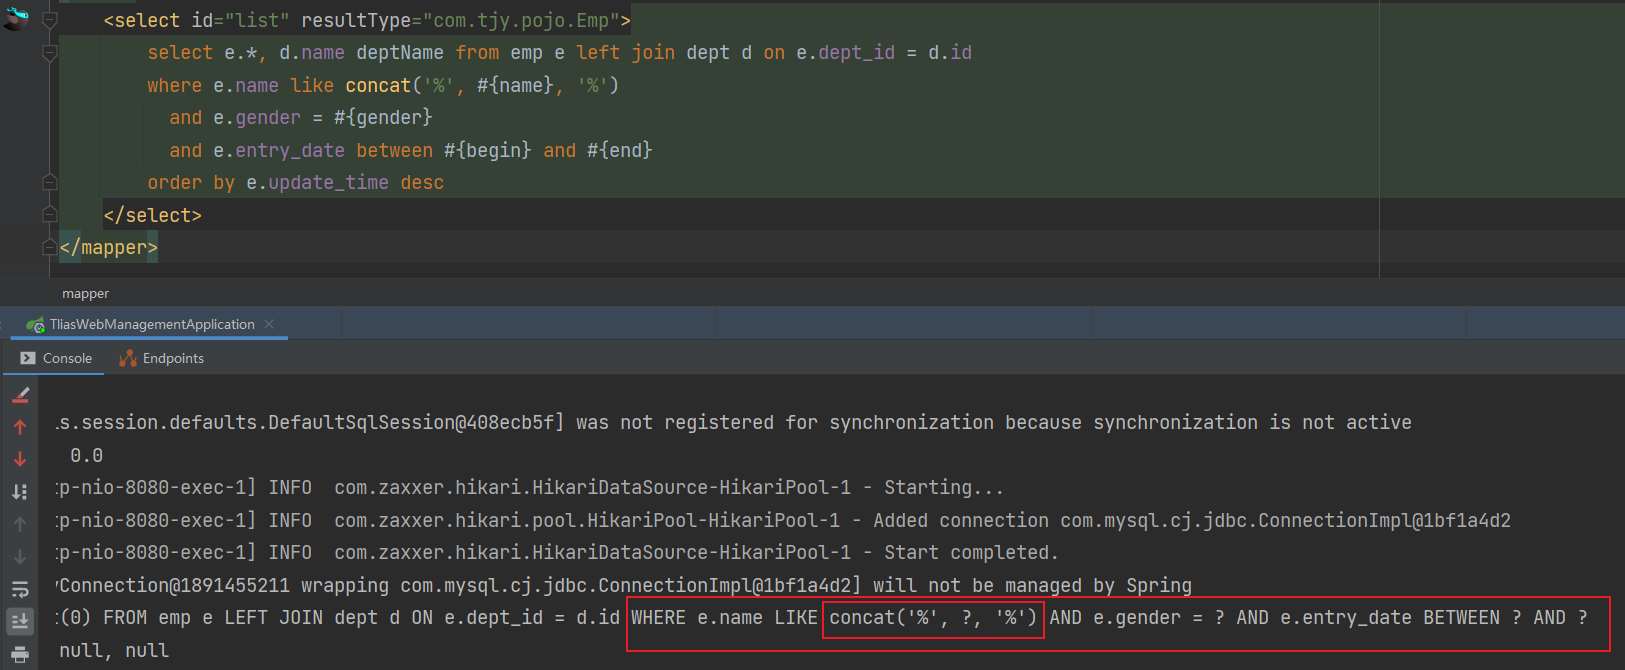 <select id="list" resultType="com.tjy.pojo.Emp">
select e.*, d.name deptName from emp e left join dept d on e.dept_id = d.id
where e.name like concat('%', #{name}, '%')
and e.gender = #{gender}
and e.entry_date between #{begin} and #{end}
order by e.update_time desc
</select>
</mapper>
mapper
TliasWebManagementApplication
Console Endpoints
.s.session.defaults.DefaultSqlSession@408ecb5f] was not registered for synchronization because synchronization is not active
0.0
p-nio-8080-exec-1] INFO com.zaxxer.hikari.HikariDataSource-HikariPool-1 - Starting...
p-nio-8080-exec-1] INFO com.zaxxer.hikari.pool.HikariPool-HikariPool-1 - Added connection com.mysql.cj.jdbc.ConnectionImpl@1bf1a4d2
p-nio-8080-exec-1] INFO com.zaxxer.hikari.HikariDataSource-HikariPool-1 - Start completed.
Connection@1891455211 wrapping com.mysql.cj.jdbc.ConnectionImpl@1bf1a4d2] will not be managed by Spring
(0) FROM emp e LEFT JOIN dept d ON e.dept_id = d.id WHERE e.name LIKE concat('%', ?, '%') AND e.gender = ? AND e.entry_date BETWEEN ? AND ?
null, null